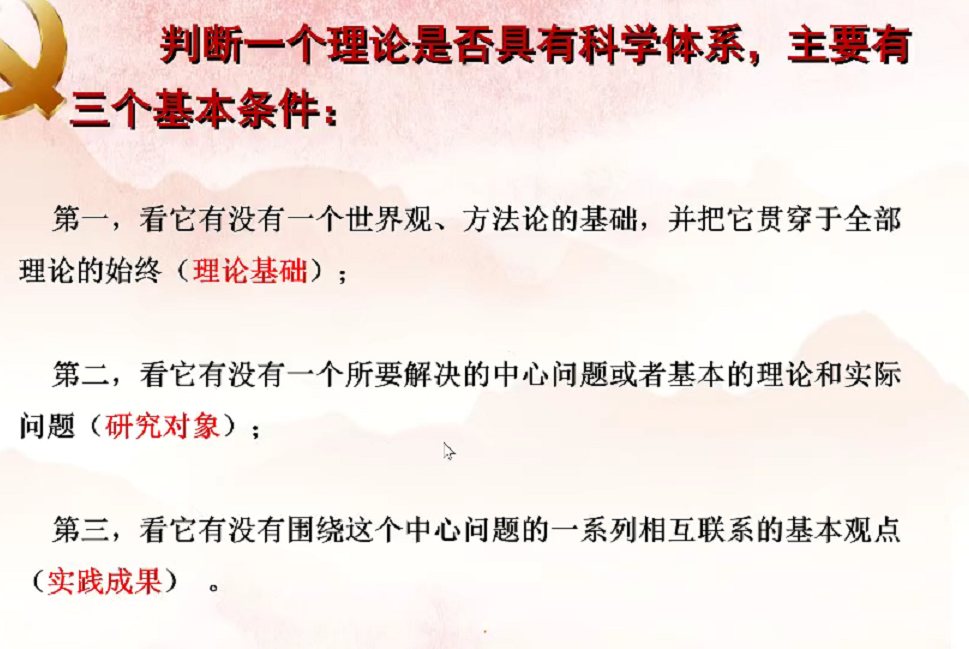 判断一个理论是否具有科学体系，主要有
三个基本条件：
第一，看它有没有一个世界观、方法论的基础，并把它贯穿于全部
理论的始终（理论基础）；
第二，看它有没有一个所要解决的中心问题或者基本的理论和实际
问题（研究对象）；
第三，看它有没有围绕这个中心问题的一系列相互联系的基本观点
（实践成果） 。